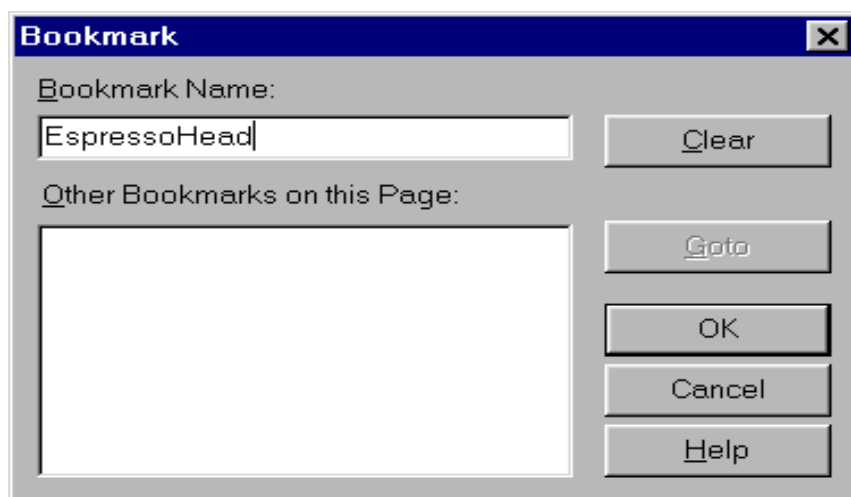 Bookmark
Bookmark Name:
EspressoHead
Clear
Other Bookmarks on this Page:
Goto
OK
Cancel
Help